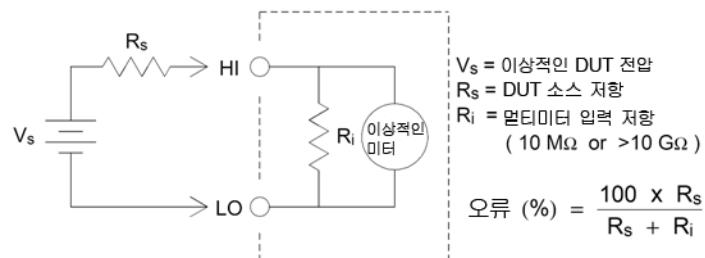 Rs
HI
Vs
Ri
이상적인
미터
LO
Vs = 이상적인 DUT 전압
Rs = DUT 소스 저항
Ri = 멀티미터 입력 저항
( 10 MΩ or >10 GΩ )
오류 (%) = 100 x Rs
Rs + Ri